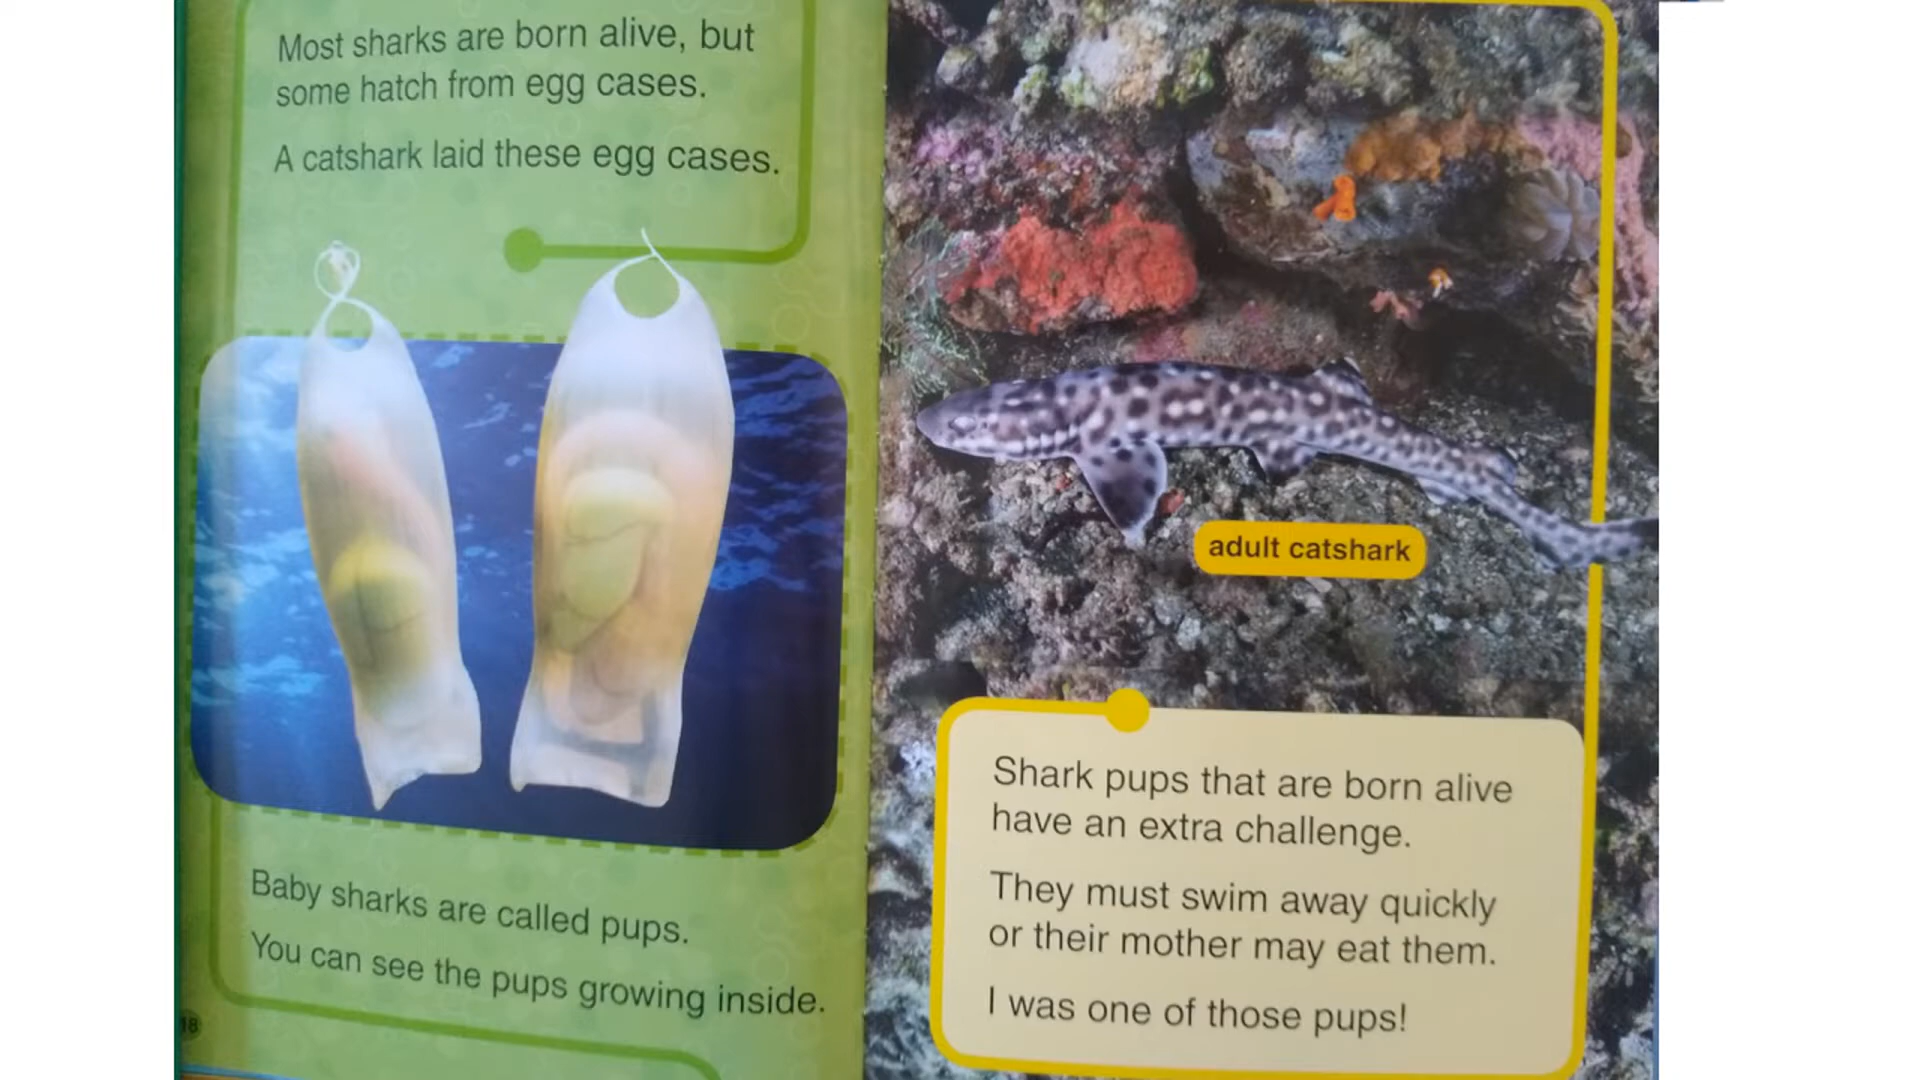 Most sharks are born alive, but
some hatch from egg cases.
A catshark laid these egg cases.
Baby sharks are called pups.
You can see the pups growing inside.
18
adult catshark
Shark pups that are born alive
have an extra challenge.
They must swim away quickly
or their mother may eat them.
I was one of those pups!